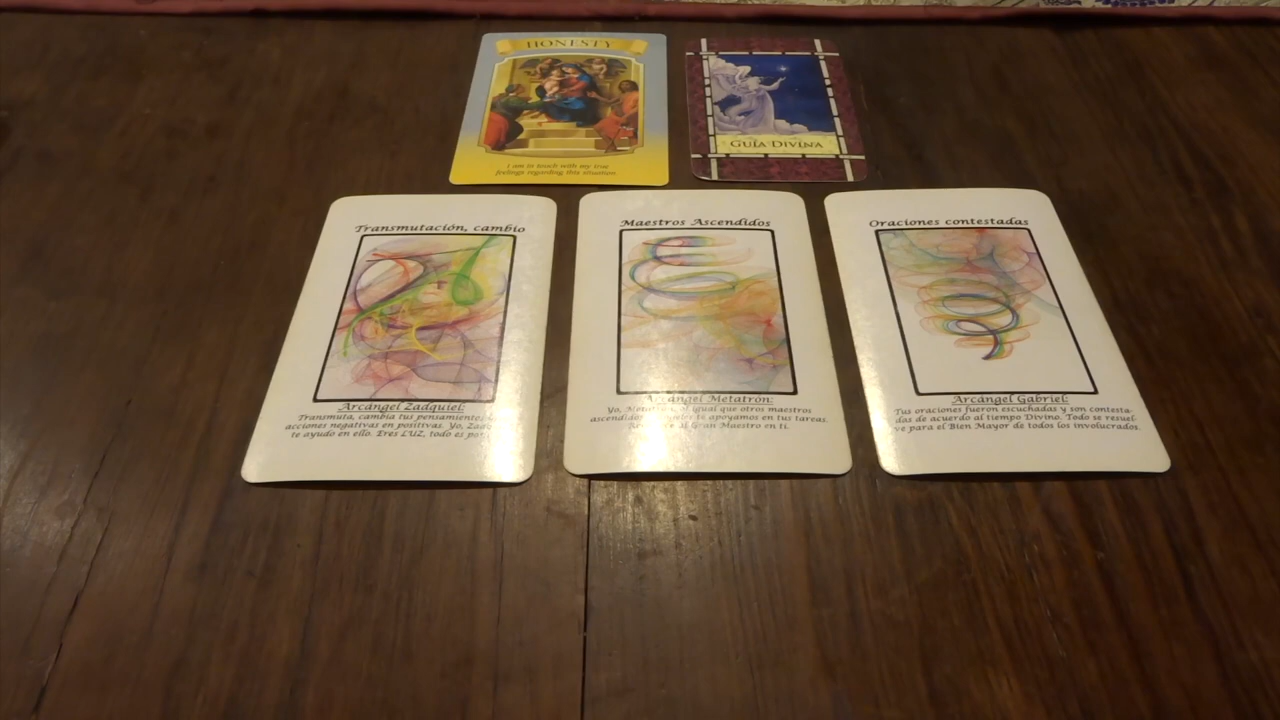 HONESTY
I am in touch with my true
feelings regarding this situation
GUÍA DIVINA
Transmutación, cambio
Arcángel Zadquiel:
Transmuta, cambia tus pensamientos
acciones negativas en positivas. Yo,
te ayudo en ello. Eres LUZ, todo es
Maestros Ascendidos
Arcángel Metatrón:
Yo, Metatrón, al igual que otros maestros
ascendidos te apoyamos en tus tareas.
al Gran Maestro en ti.
Oraciones contestadas
Arcángel Gabriel:
Tus oraciones fueron escuchadas y son contesta-
das de acuerdo al tiempo Divino. Todo se resuel-
ve para el Bien Mayor de todos los involucrados.